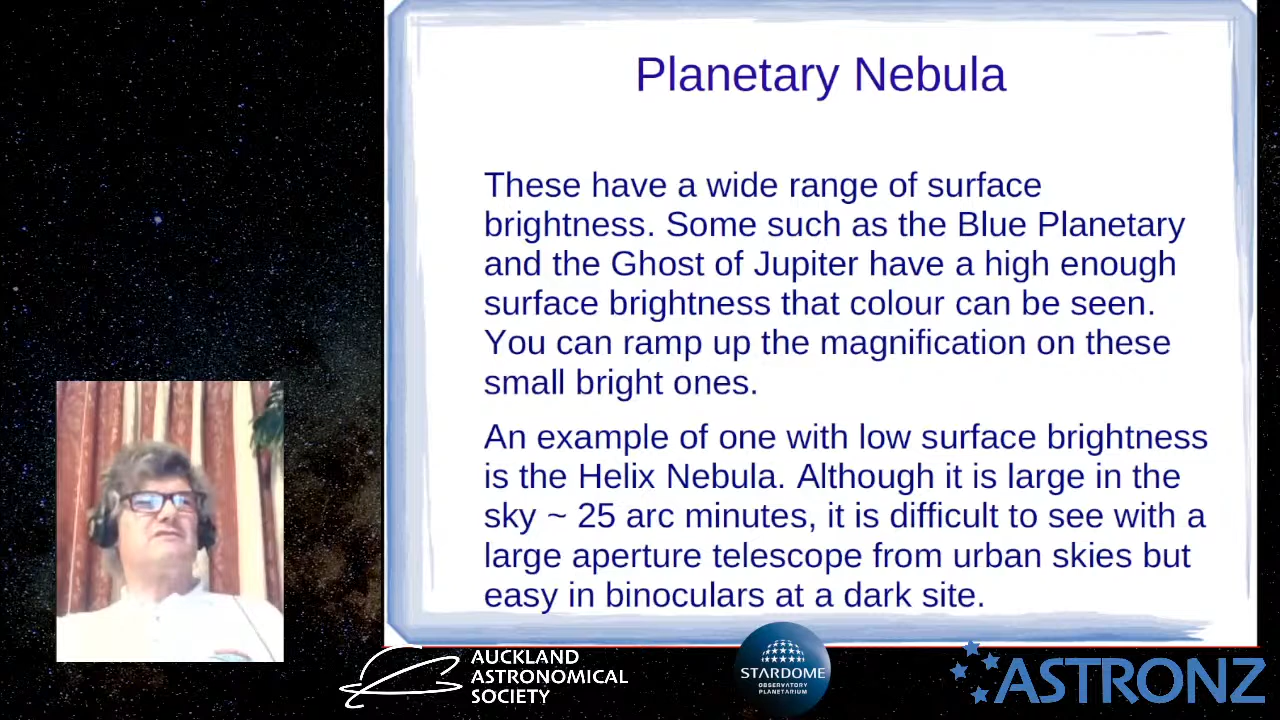 Planetary Nebula
These have a wide range of surface
brightness. Some such as the Blue Planetary
and the Ghost of Jupiter have a high enough
surface brightness that colour can be seen.
You can ramp up the magnification on these
small bright ones.
An example of one with low surface brightness
is the Helix Nebula. Although it is large in the
sky ~ 25 arc minutes, it is difficult to see with a
large aperture telescope from urban skies but
easy in binoculars at a dark site.
AUCKLAND
ASTRONOMICAL
SOCIETY
STARDOME
OBSERVATORY
PLANETARIUM
ASTRONZ